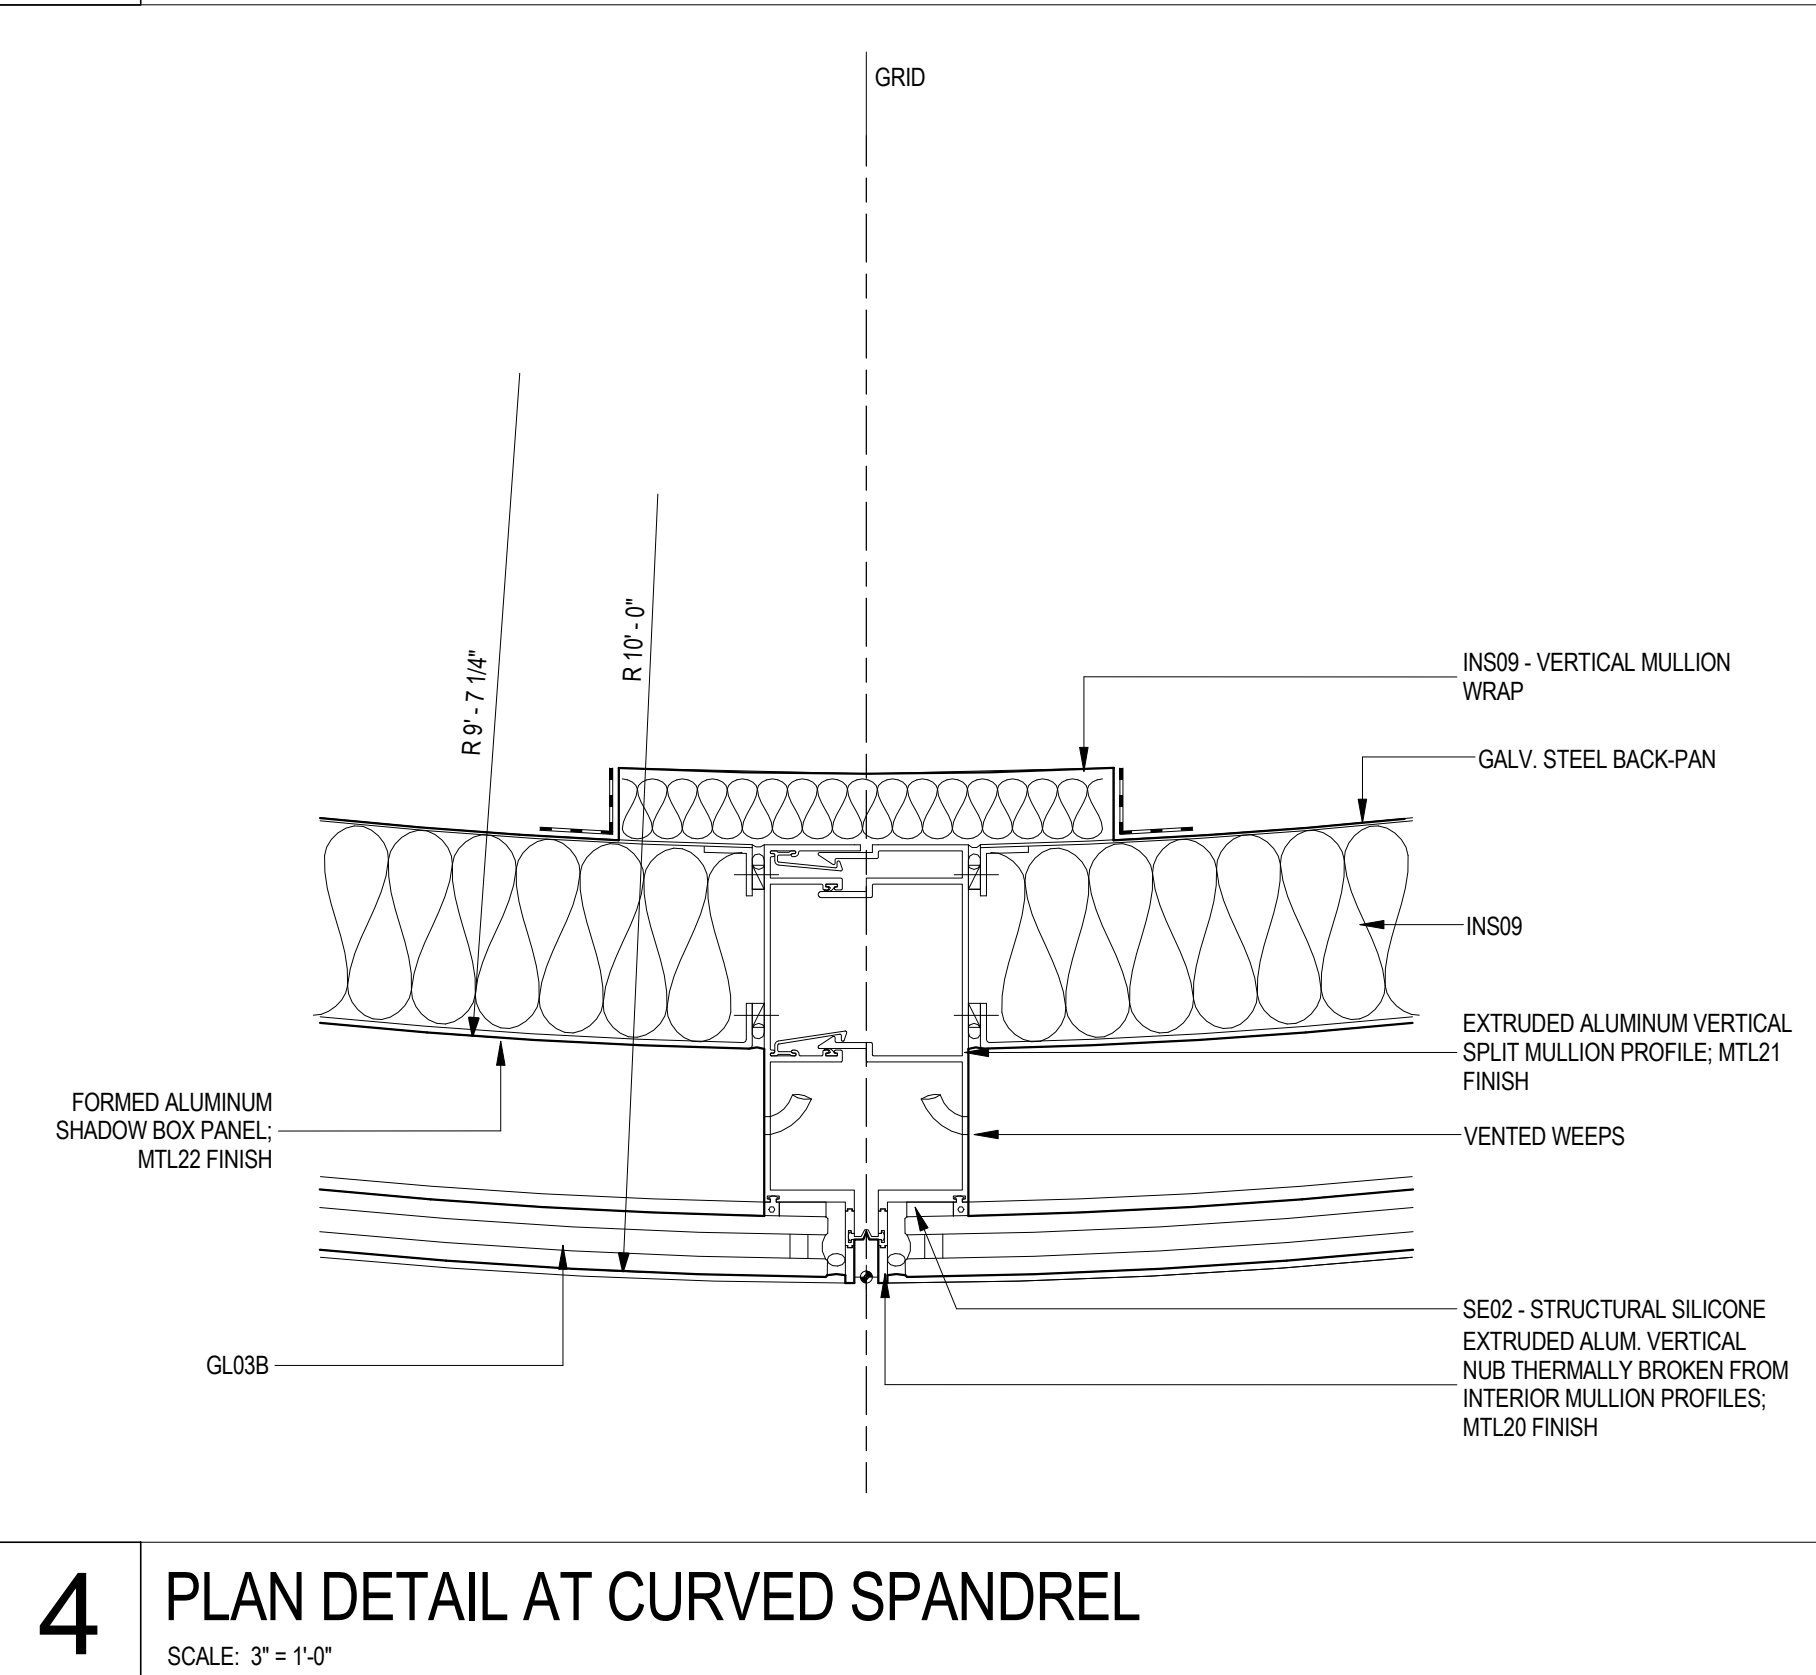 GRID
R 9' - 7 1/4"
R 10' - 0"
INS09 - VERTICAL MULLION
WRAP
GALV. STEEL BACK-PAN
INS09
EXTRUDED ALUMINUM VERTICAL
SPLIT MULLION PROFILE; MTL21
FINISH
FORMED ALUMINUM
SHADOW BOX PANEL;
MTL22 FINISH
VENTED WEEPS
SE02 - STRUCTURAL SILICONE
EXTRUDED ALUM. VERTICAL
NUB THERMALLY BROKEN FROM
INTERIOR MULLION PROFILES;
MTL20 FINISH
GL03B
4
PLAN DETAIL AT CURVED SPANDREL
SCALE: 3" = 1'-0"